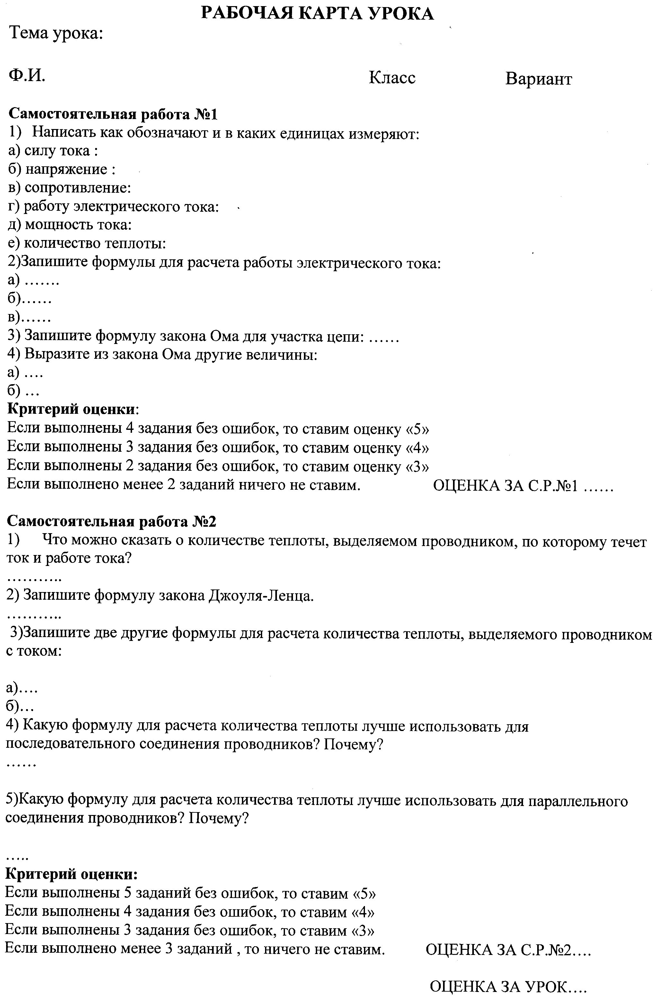 РАБОЧАЯ КАРТА УРОКА
Тема урока:
Ф.И. Класс Вариант
Самостоятельная работа №1
1) Написать как обозначают и в каких единицах измеряют:
а) силу тока :
б) напряжение :
в) сопротивление:
г) работу электрического тока:
д) мощность тока:
е) количество теплоты:
2)Запишите формулы для расчета работы электрического тока:
а) …….
б)……
в)……
3) Запишите формулу закона Ома для участка цепи: ……
4) Выразите из закона Ома другие величины:
а) ….
б) …
Критерий оценки:
Если выполнены 4 задания без ошибок, то ставим оценку «5»
Если выполнены 3 задания без ошибок, то ставим оценку «4»
Если выполнены 2 задания без ошибок, то ставим оценку «3»
Если выполнено менее 2 заданий ничего не ставим. ОЦЕНКА ЗА С.Р.№1 ……
Самостоятельная работа №2
1) Что можно сказать о количестве теплоты, выделяемом проводником, по которому течет
ток и работе тока?
………..
2) Запишите формулу закона Джоуля-Ленца.
………..
3)Запишите две другие формулы для расчета количества теплоты, выделяемого проводником
с током:
а)….
б)…
4) Какую формулу для расчета количества теплоты лучше использовать для
последовательного соединения проводников? Почему?
……
5)Какую формулу для расчета количества теплоты лучше использовать для параллельного
соединения проводников? Почему?
…..
Критерий оценки:
Если выполнены 5 заданий без ошибок, то ставим «5»
Если выполнены 4 задания без ошибок, то ставим «4»
Если выполнены 3 задания без ошибок, то ставим «3»
Если выполнено менее 3 заданий , то ничего не ставим. ОЦЕНКА ЗА С.Р.№2….
ОЦЕНКА ЗА УРОК….